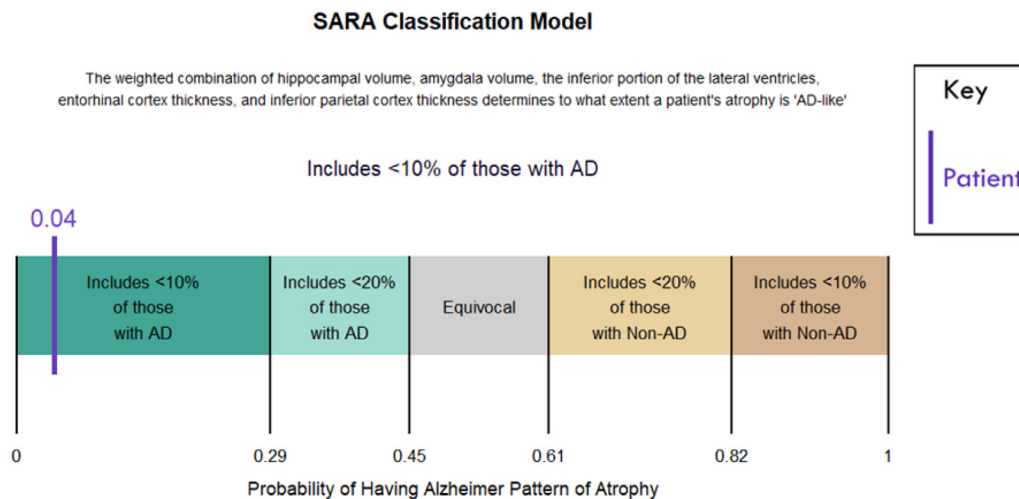 SARA Classification Model
The weighted combination of hippocampal volume, amygdala volume, the inferior portion of the lateral ventricles,
entorhinal cortex thickness, and inferior parietal cortex thickness determines to what extent a patient's atrophy is 'AD-like'
Key
Patient
Includes <10% of those with AD
0.04
Includes <10%
of those
with AD
Includes <20%
of those
with AD
Equivocal
Includes <20%
of those
with Non-AD
Includes <10%
of those
with Non-AD
0
0.29
0.45
0.61
0.82
1
Probability of Having Alzheimer Pattern of Atrophy